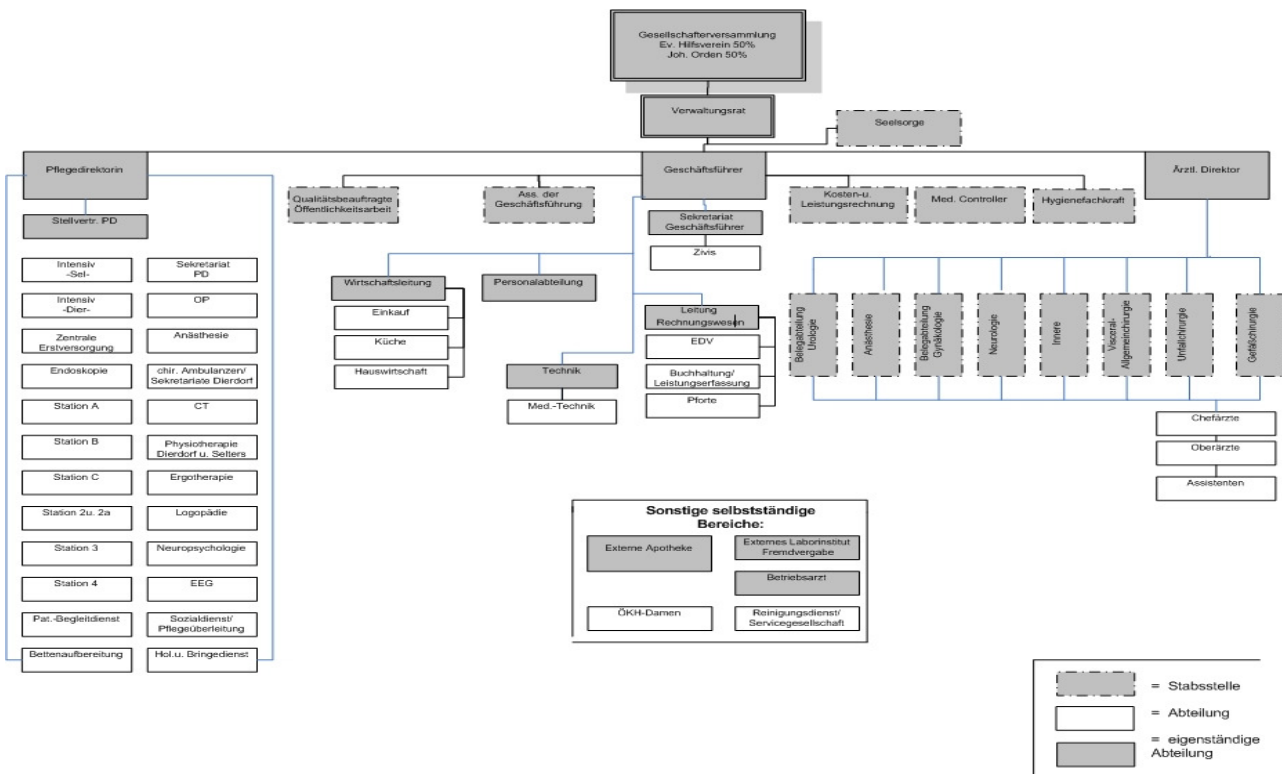 Gesellschafterversammlung
Ev. Hilfsverein 50%
Joh. Orden 50%
Verwaltungsrat
Seelsorge
Pflegedirektorin
Geschäftsführer
Ärztl. Direktor
Stellvertr. PD
Qualitätsbeauftragte
Öffentlichkeitsarbeit
Ass. der
Geschäftsführung
Sekretariat
Geschäftsführer
Zivis
Kosten-u.
Leistungsrechnung
Med. Controller
Hygienefachkraft
Intensiv
-Sel-
Sekretariat
PD
Intensiv
-Dier-
OP
Zentrale
Erstversorgung
Anästhesie
Endoskopie
chir. Ambulanzen/
Sekretariate Dierdorf
Station A
CT
Station B
Physiotherapie
Dierdorf u. Selters
Station C
Ergotherapie
Station 2u. 2a
Logopädie
Station 3
Neuropsychologie
Station 4
EEG
Pat.-Begleitdienst
Sozialdienst/
Pflegeüberleitung
Bettenaufbereitung
Hol.u. Bringedienst
Wirtschaftsleitung
Einkauf
Küche
Hauswirtschaft
Personalabteilung
Technik
Med.-Technik
Leitung
Rechnungswesen
EDV
Buchhaltung/
Leistungserfassung
Pforte
Belegabteilung
Urologie
Anästhesie
Belegabteilung
Gynäkologie
Neurologie
Innere
Visceral-
Allgemeinchirurgie
Unfallchirurgie
Gefäßchirurgie
Chefärzte
Oberärzte
Assistenten
Sonstige selbstständige
Bereiche:
Externe Apotheke
Externes Laborinstitut
Fremdvergabe
Betriebsarzt
ÖKH-Damen
Reinigungsdienst/
Servicegesellschaft
= Stabsstelle
= Abteilung
= eigenständige
Abteilung